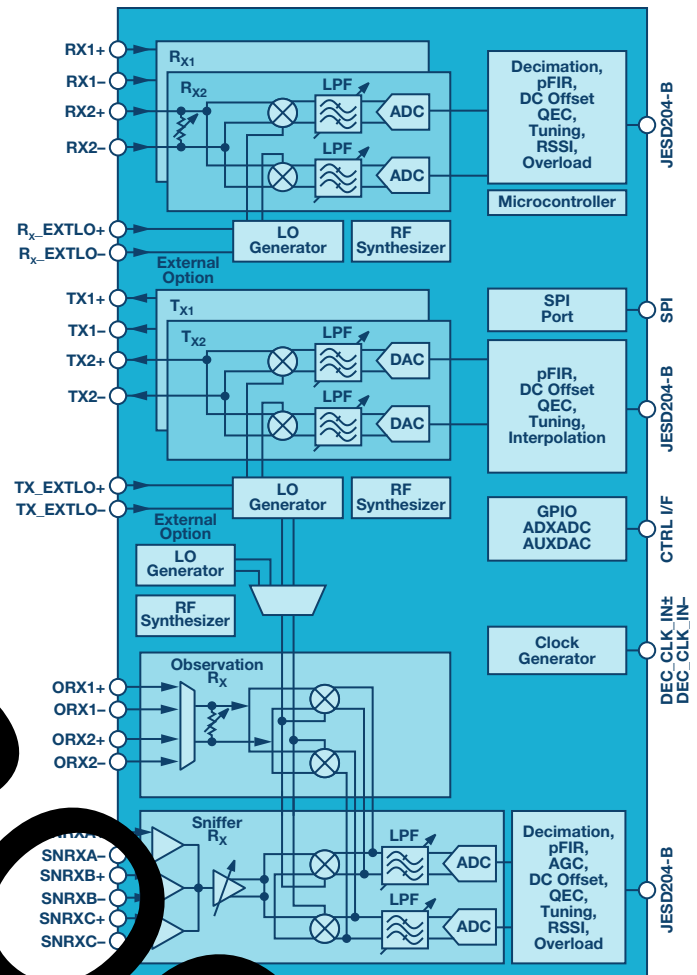 RX1+
RX1–
RX2+
RX2–
RX1
RX2
LPF
ADC
LPF
ADC
Decimation,
pFIR,
DC Offset
QEC,
Tuning,
RSSI,
Overload
JESD204-B
Microcontroller
Rx_EXTLO+
Rx_EXTLO–
LO
Generator
RF
Synthesizer
External
Option
TX1+
TX1–
TX2+
TX2–
TX1
TX2
LPF
DAC
LPF
DAC
SPI
Port
SPI
pFIR,
DC Offset
QEC,
Tuning,
Interpolation
JESD204-B
TX_EXTLO+
TX_EXTLO–
LO
Generator
RF
Synthesizer
External
Option
GPIO
ADXADC
AUXDAC
CTRL I/F
LO
Generator
RF
Synthesizer
Clock
Generator
DEC_CLK_IN±
DEC_CLK_IN–
Observation
RX
ORX1+
ORX1–
ORX2+
ORX2–
Sniffer
RX
SNRXA–
SNRXB+
SNRXB–
SNRXC+
SNRXC–
LPF
ADC
LPF
ADC
Decimation,
pFIR,
AGC,
DC Offset,
QEC,
Tuning,
RSSI,
Overload
JESD204-B